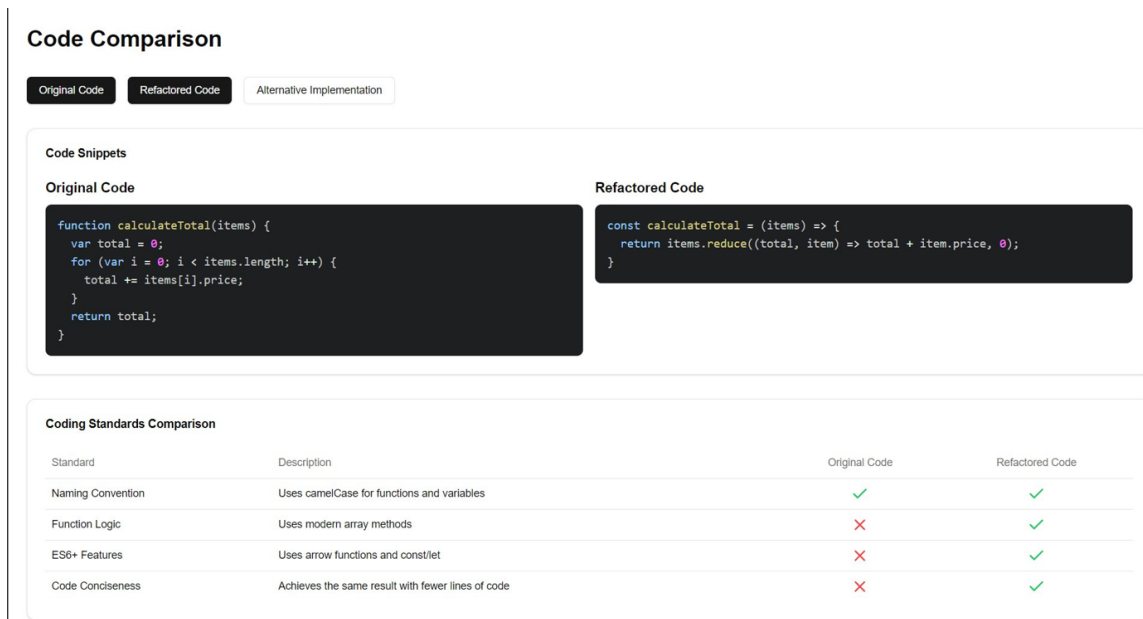 Code Comparison
Original Code
Refactored Code
Alternative Implementation
Code Snippets
Original Code
function calculateTotal(items) {
  var total = 0;
  for (var i = 0; i < items.length; i++) {
    total += items[i].price;
  }
  return total;
}
Refactored Code
const calculateTotal = (items) => {
  return items.reduce((total, item) => total + item.price, 0);
}
Coding Standards Comparison
Standard Description Original Code Refactored Code
Naming Convention Uses camelCase for functions and variables
Function Logic Uses modern array methods
ES6+ Features Uses arrow functions and const/let
Code Conciseness Achieves the same result with fewer lines of code